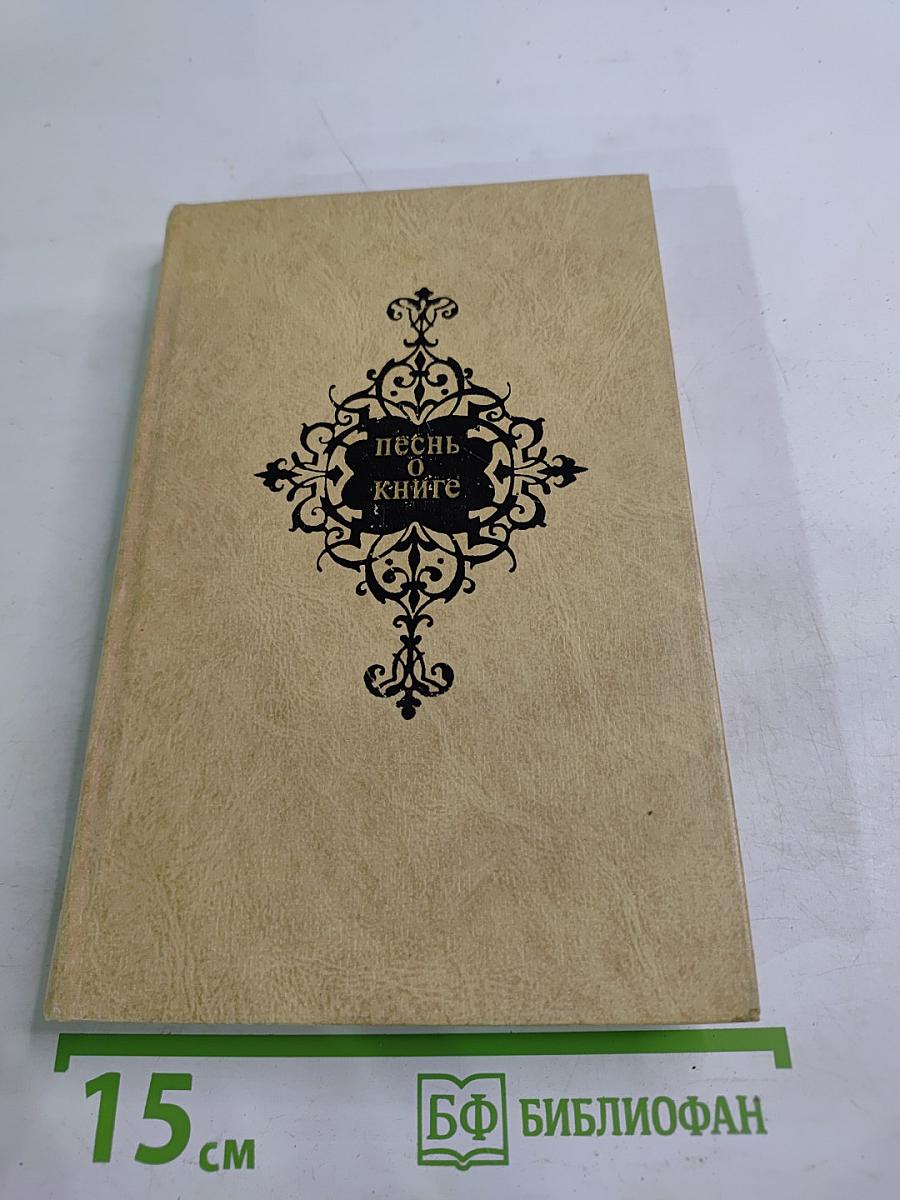 песнь
о
книге
15 см
БФ БИБЛИОФАН